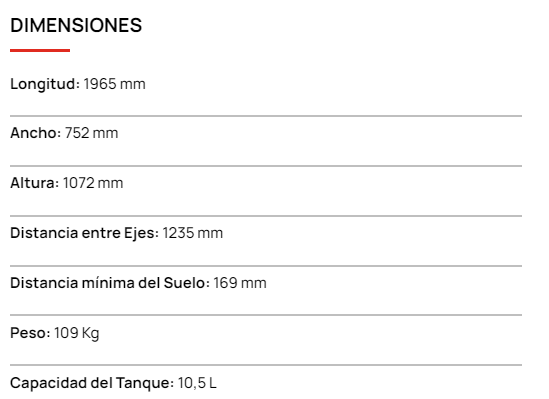 DIMENSIONES
Longitud: 1965 mm
Ancho: 752 mm
Altura: 1072 mm
Distancia entre Ejes: 1235 mm
Distancia mínima del Suelo: 169 mm
Peso: 109 Kg
Capacidad del Tanque: 10,5 L